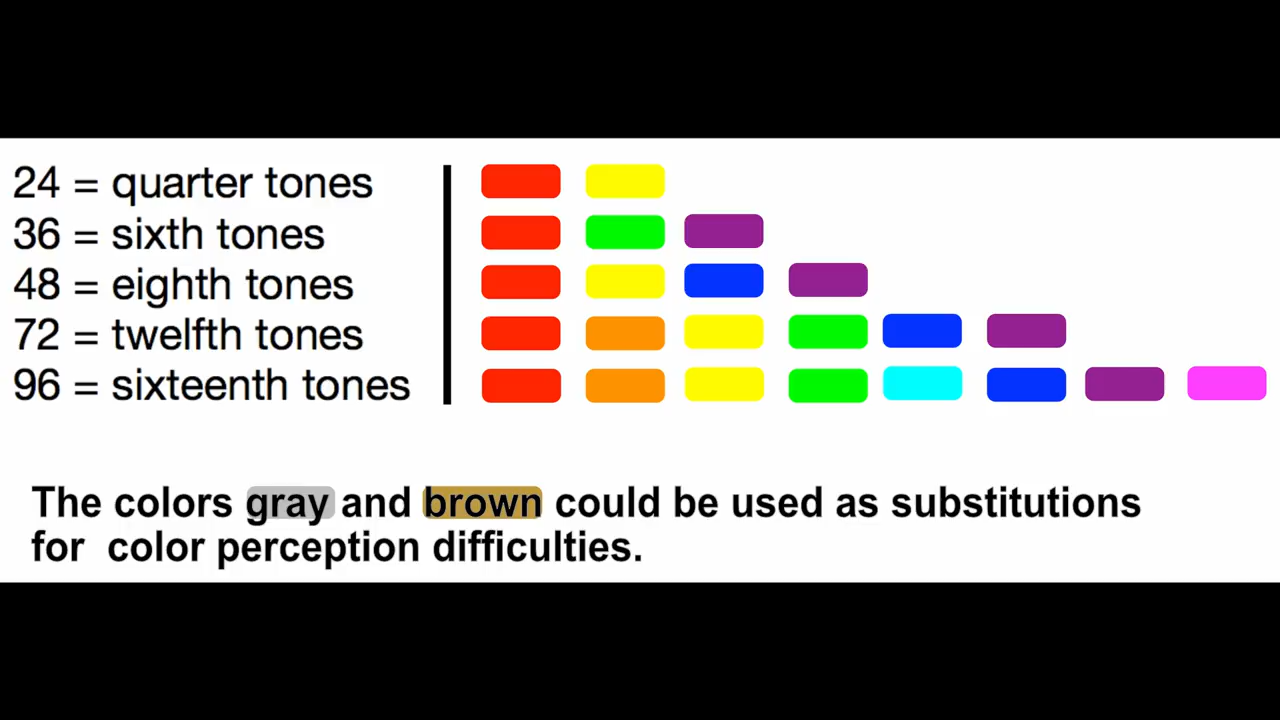 24 = quarter tones
36 = sixth tones
48 = eighth tones
72 = twelfth tones
96 = sixteenth tones
The colors gray and brown could be used as substitutions
for  color perception difficulties.